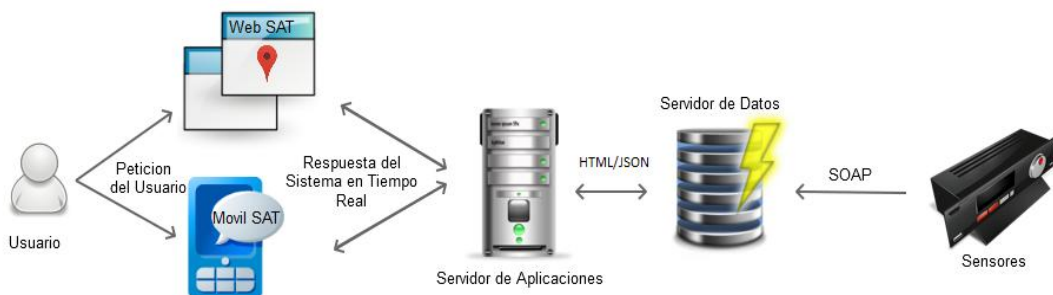 Web SAT
Peticion
del Usuario
Movil SAT
Usuario
Respuesta del
Sistema en Tiempo
Real
Servidor de Aplicaciones
HTML/JSON
Servidor de Datos
SOAP
Sensores